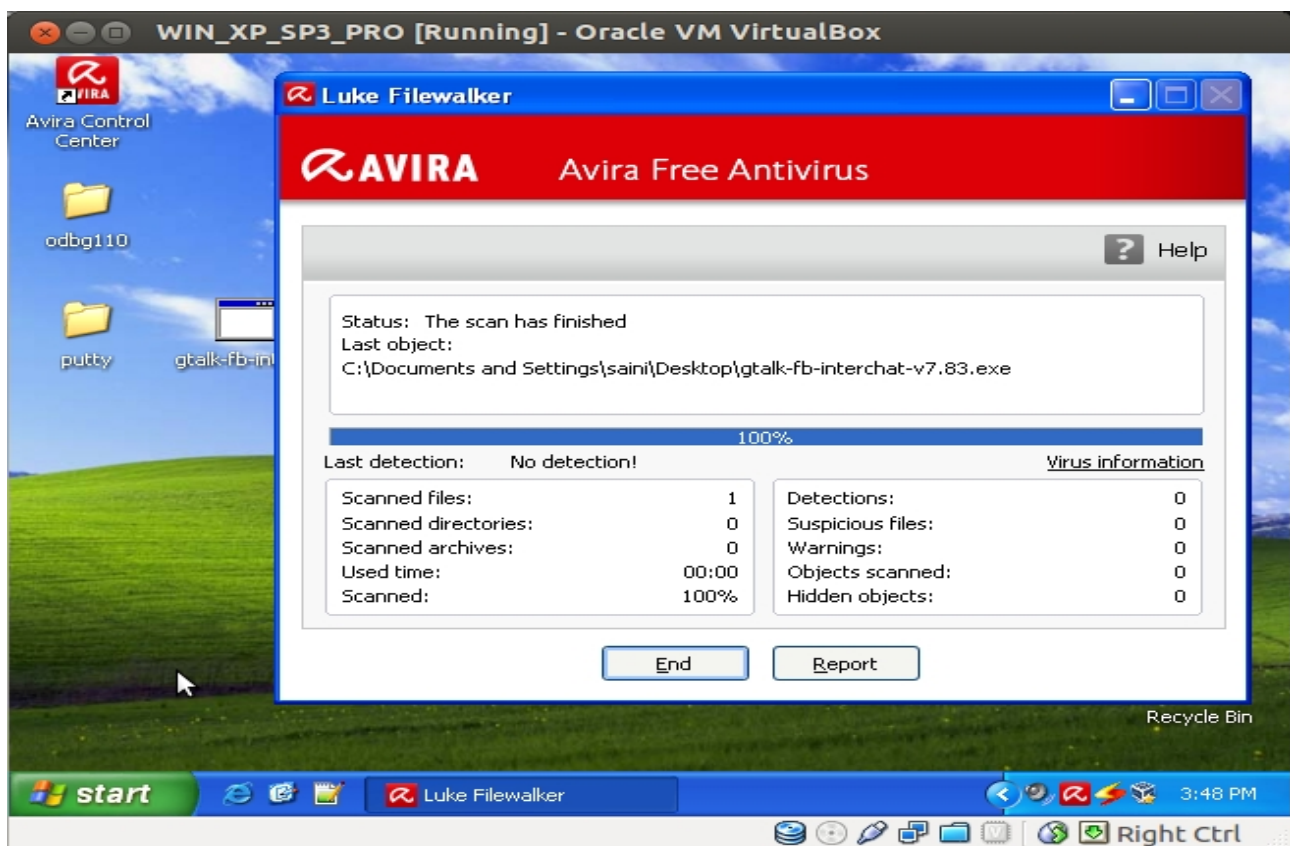 WIN_XP_SP3_PRO [Running] - Oracle VM VirtualBox
AVIRA
Avira Control
Center
odbg110
putty
gtalk-fb-in
Luke Filewalker
AVIRA
Avira Free Antivirus
? Help
Status: The scan has finished
Last object:
C:\Documents and Settings\saini\Desktop\gtalk-fb-interchat-v7.83.exe
100%
Last detection: No detection!
Virus information
Scanned files: 1
Scanned directories: 0
Scanned archives: 0
Used time: 00:00
Scanned: 100%
Detections: 0
Suspicious files: 0
Warnings: 0
Objects scanned: 0
Hidden objects: 0
End
Report
Recycle Bin
start
Luke Filewalker
3:48 PM
Right Ctrl